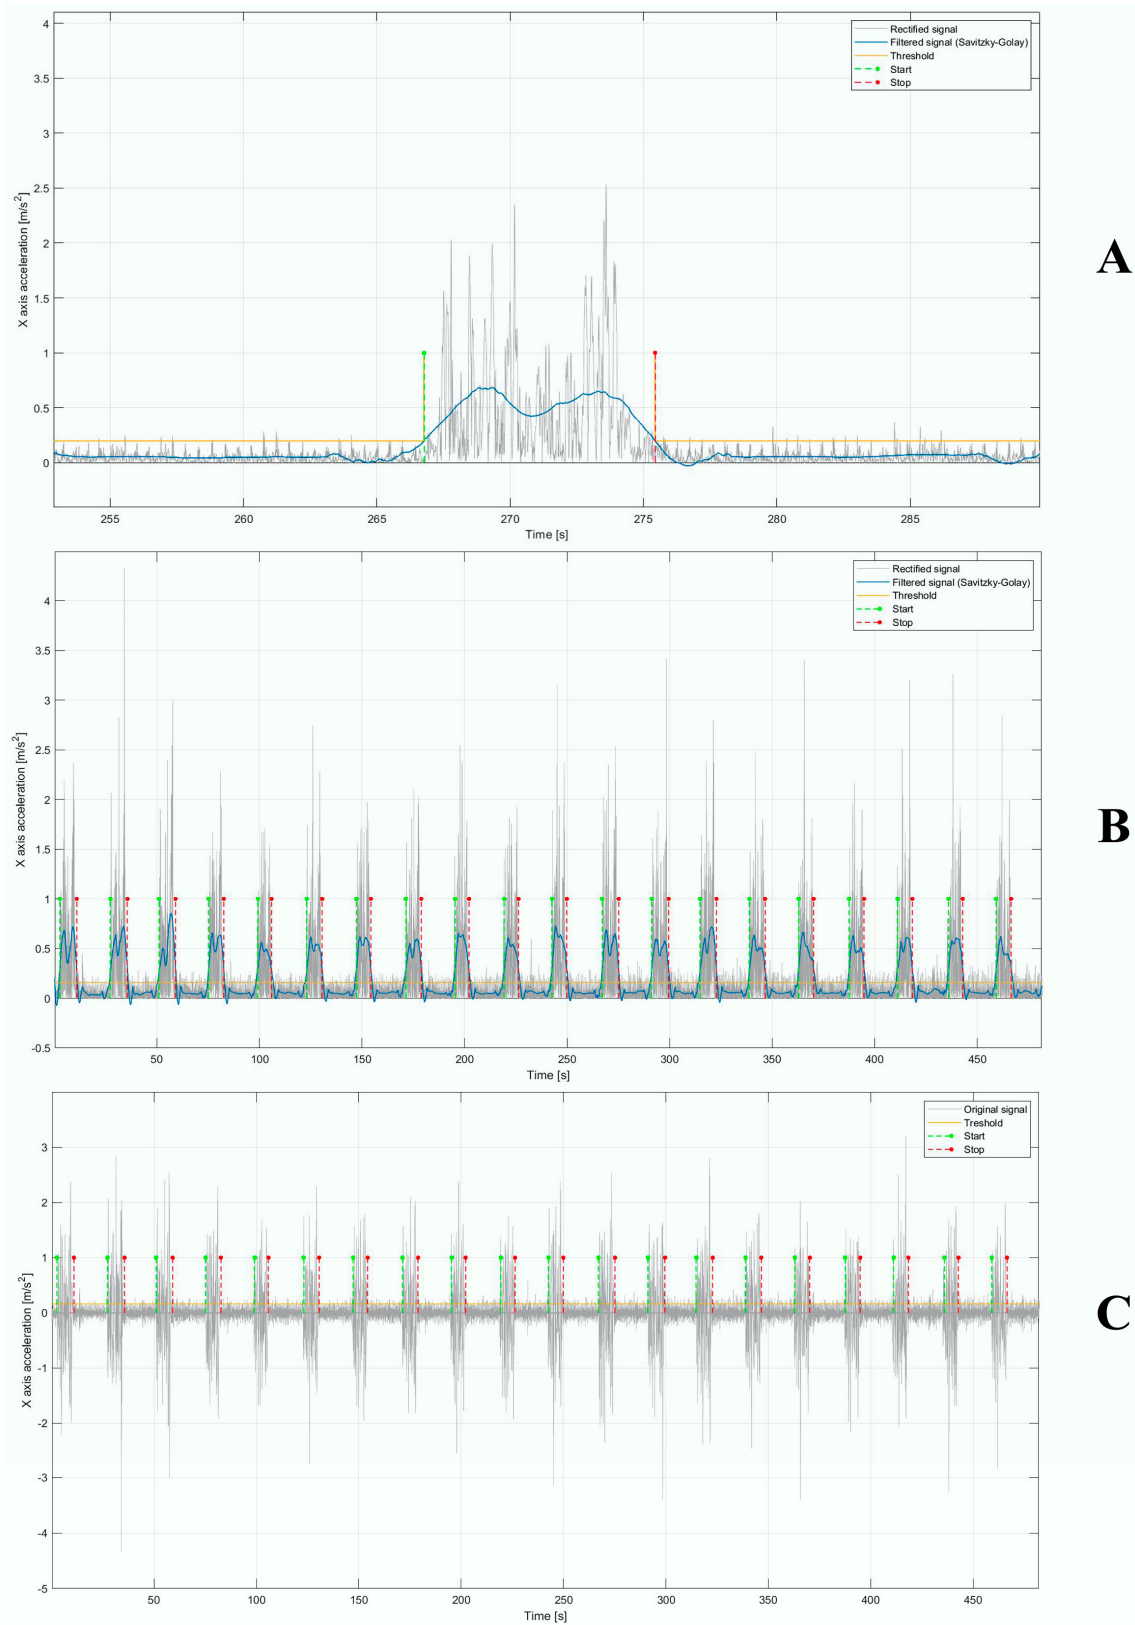 4
3.5
3
2.5
2
1.5
1
0.5
0
X axis acceleration [m/s²]
Rectified signal
Filtered signal (Savitzky-Golay)
Threshold
Start
Stop
255 260 265 270 275 280 285
Time [s]
A
4
3.5
3
2.5
2
1.5
1
0.5
0
-0.5
X axis acceleration [m/s²]
Rectified signal
Filtered signal (Savitzky-Golay)
Threshold
Start
Stop
50 100 150 200 250 300 350 400 450
Time [s]
B
3
2
1
0
-1
-2
-3
-4
-5
X axis acceleration [m/s²]
Original signal
Treshold
Start
Stop
50 100 150 200 250 300 350 400 450
Time [s]
C